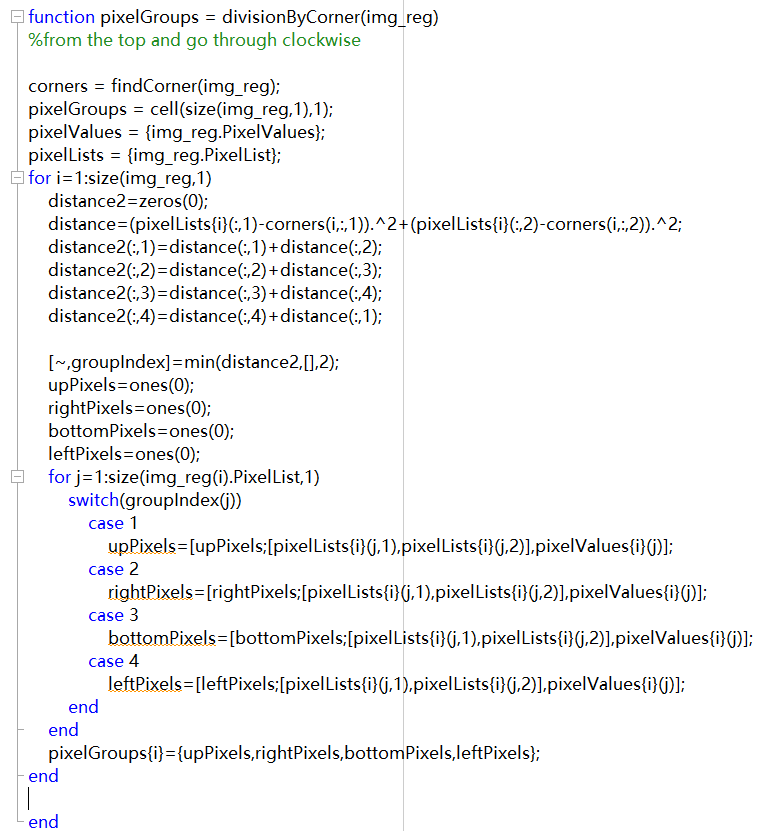 function pixelGroups = divisionByCorner(img_reg)
%from the top and go through clockwise
corners = findCorner(img_reg);
pixelGroups = cell(size(img_reg,1),1);
pixelValues = {img_reg.PixelValues};
pixelLists = {img_reg.PixelList};
for i=1:size(img_reg,1)
distance2=zeros(0);
distance=(pixelLists{i}(:,1)-corners(i,:,1)).^2+(pixelLists{i}(:,2)-corners(i,:,2)).^2;
distance2(:,1)=distance(:,1)+distance(:,2);
distance2(:,2)=distance(:,2)+distance(:,3);
distance2(:,3)=distance(:,3)+distance(:,4);
distance2(:,4)=distance(:,4)+distance(:,1);
[~,groupIndex]=min(distance2,[],2);
upPixels=ones(0);
rightPixels=ones(0);
bottomPixels=ones(0);
leftPixels=ones(0);
for j=1:size(img_reg(i).PixelList,1)
switch(groupIndex(j))
case 1
upPixels=[upPixels;[pixelLists{i}(j,1),pixelLists{i}(j,2)],pixelValues{i}(j)];
case 2
rightPixels=[rightPixels;[pixelLists{i}(j,1),pixelLists{i}(j,2)],pixelValues{i}(j)];
case 3
bottomPixels=[bottomPixels;[pixelLists{i}(j,1),pixelLists{i}(j,2)],pixelValues{i}(j)];
case 4
leftPixels=[leftPixels;[pixelLists{i}(j,1),pixelLists{i}(j,2)],pixelValues{i}(j)];
end
end
pixelGroups{i}={upPixels,rightPixels,bottomPixels,leftPixels};
end
end